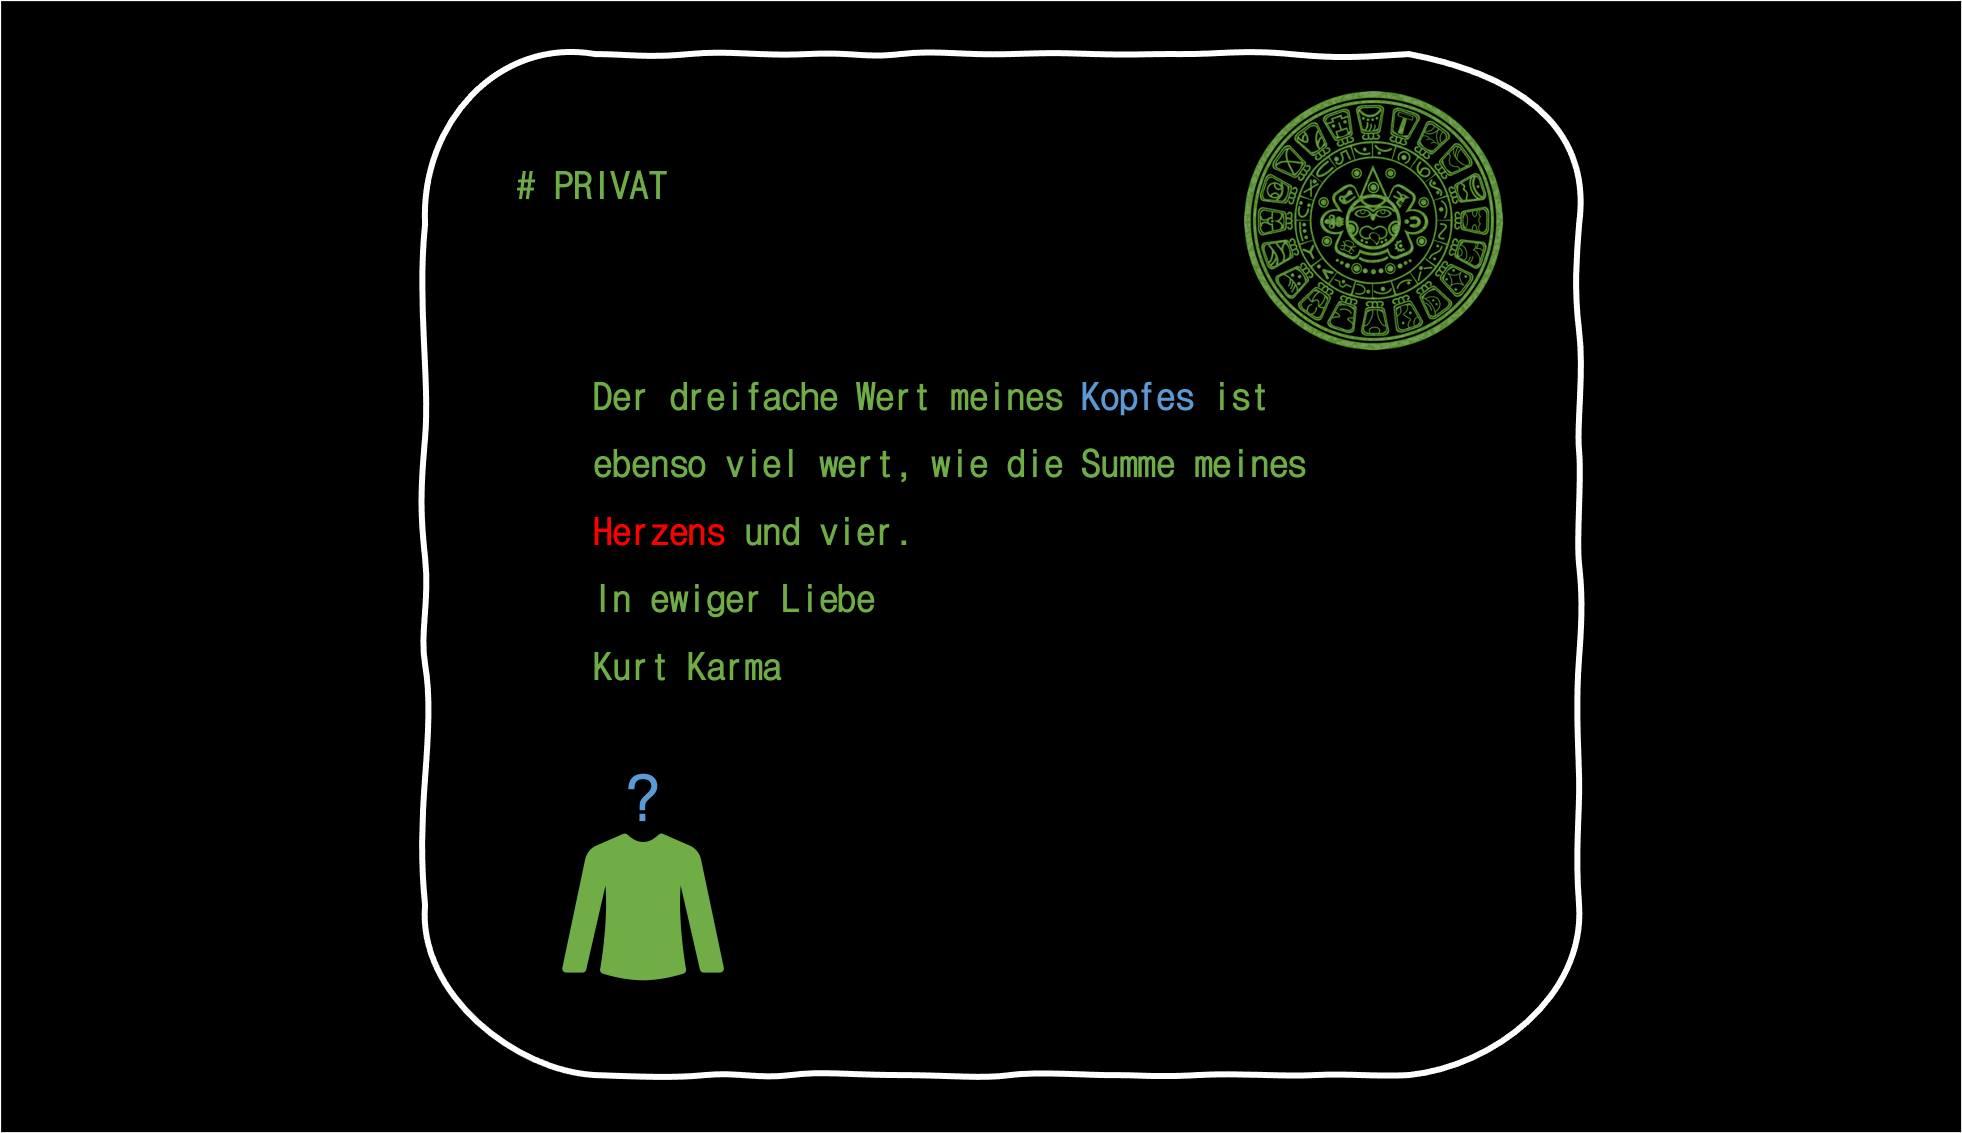 # PRIVAT
Der dreifache Wert meines Kopfes ist
ebenso viel wert, wie die Summe meines
Herzens und vier.
In ewiger Liebe
Kurt Karma
?